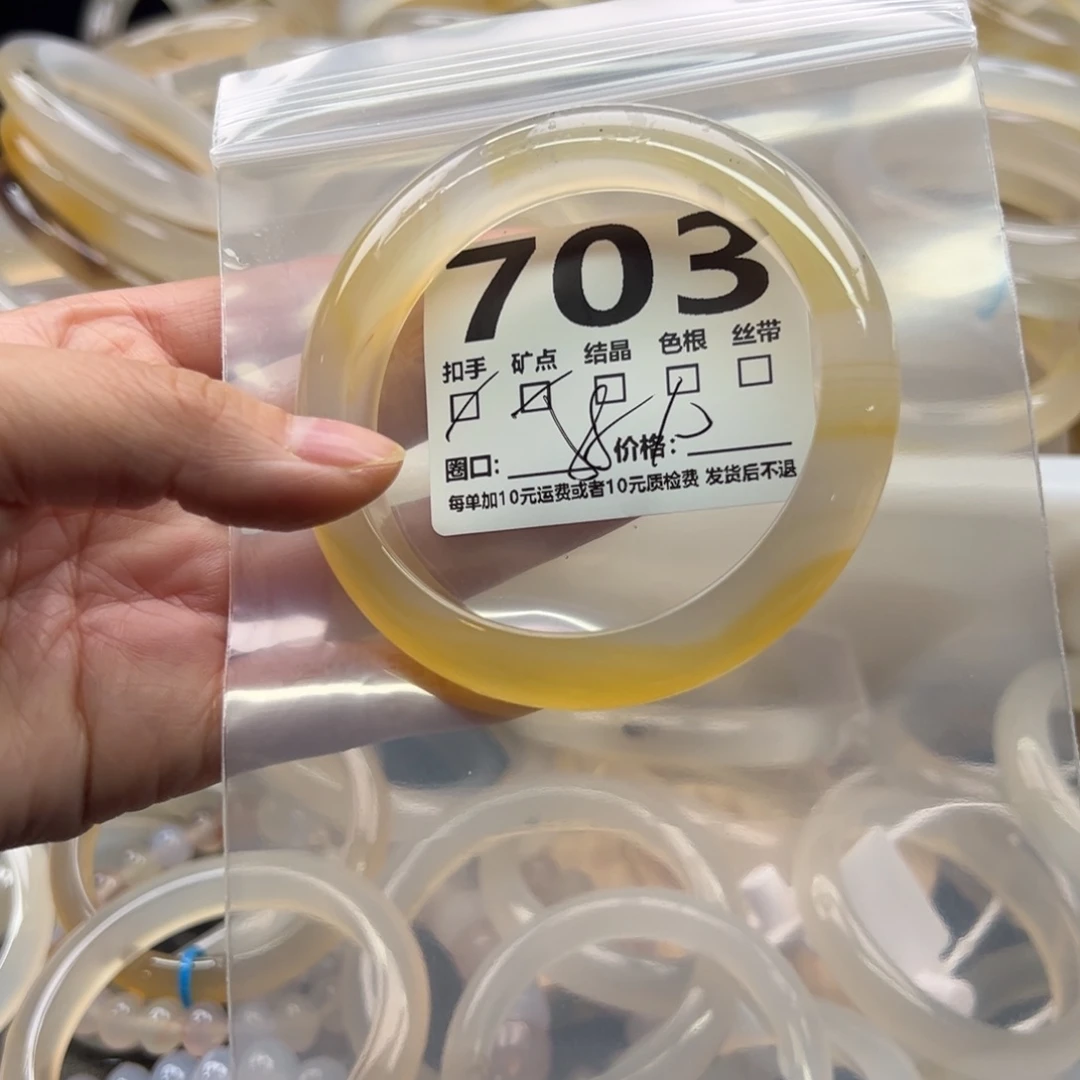 703
扣手 矿点 结晶 色根 丝带
圈口: 价格:
每单加10元运费或者10元质检费 发货后不退